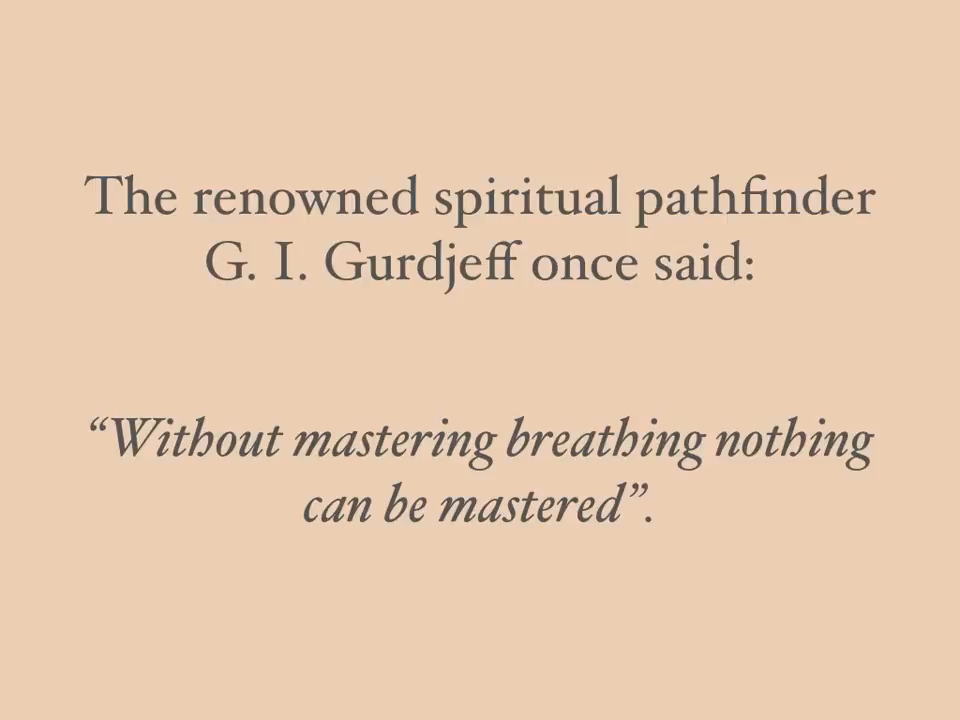 The renowned spiritual pathfinder
G. I. Gurdjeff once said:
“Without mastering breathing nothing
can be mastered”.